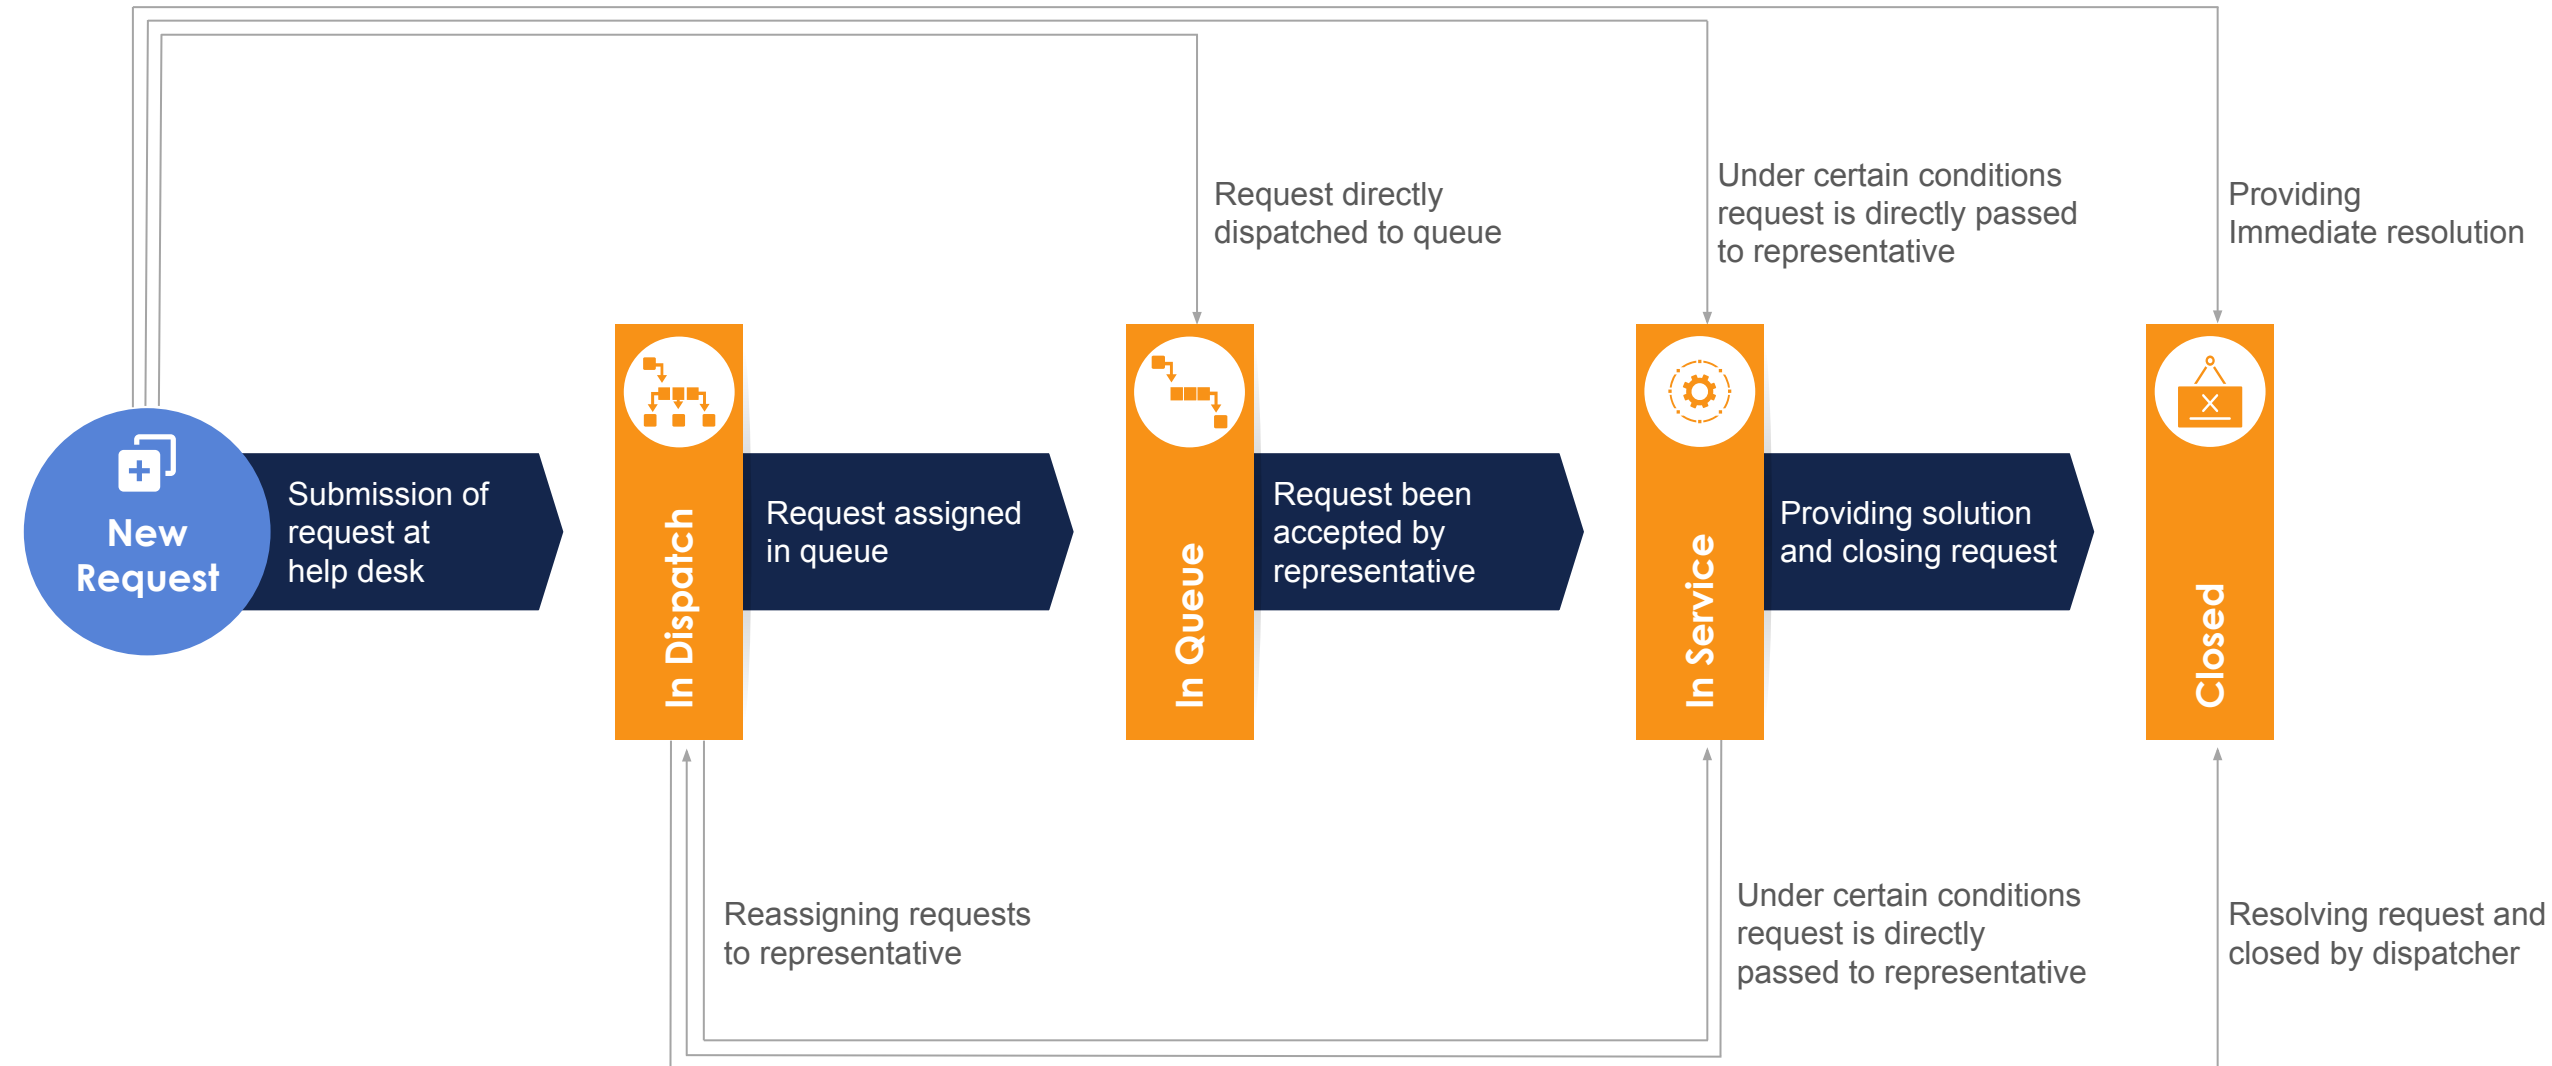 Request directly
dispatched to queue
Under certain conditions
request is directly passed
to representative
Providing
Immediate resolution
New
Request
Submission of
request at
help desk
In Dispatch
Request assigned
in queue
In Queue
Request been
accepted by
representative
In Service
Providing solution
and closing request
Closed
Reassigning requests
to representative
Under certain conditions
request is directly
passed to representative
Resolving request and
closed by dispatcher